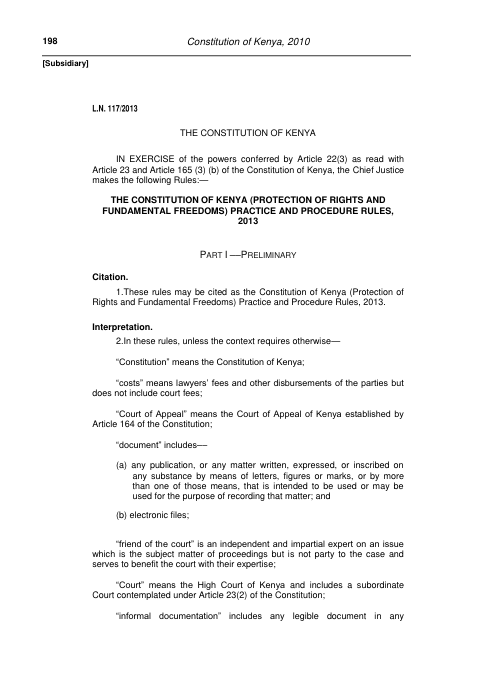 198 Constitution of Kenya, 2010
[Subsidiary]
L.N. 117/2013
THE CONSTITUTION OF KENYA
IN EXERCISE of the powers conferred by Article 22(3) as read with
Article 23 and Article 165 (3) (b) of the Constitution of Kenya, the Chief Justice
makes the following Rules:—
THE CONSTITUTION OF KENYA (PROTECTION OF RIGHTS AND
FUNDAMENTAL FREEDOMS) PRACTICE AND PROCEDURE RULES,
2013
PART I —PRELIMINARY
Citation.
1.These rules may be cited as the Constitution of Kenya (Protection of
Rights and Fundamental Freedoms) Practice and Procedure Rules, 2013.
Interpretation.
2.In these rules, unless the context requires otherwise—
“Constitution” means the Constitution of Kenya;
“costs” means lawyers’ fees and other disbursements of the parties but
does not include court fees;
“Court of Appeal” means the Court of Appeal of Kenya established by
Article 164 of the Constitution;
“document” includes—
(a) any publication, or any matter written, expressed, or inscribed on
any substance by means of letters, figures or marks, or by more
than one of those means, that is intended to be used or may be
used for the purpose of recording that matter; and
(b) electronic files;
“friend of the court” is an independent and impartial expert on an issue
which is the subject matter of proceedings but is not party to the case and
serves to benefit the court with their expertise;
“Court” means the High Court of Kenya and includes a subordinate
Court contemplated under Article 23(2) of the Constitution;
“informal documentation” includes any legible document in any